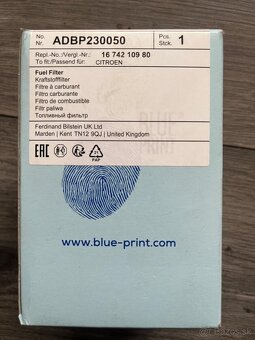 No. ADBP230050 Pcs. 1
Nr. Stck.
Repl.-No./Vergl.-Nr.: 16 742 109 80
To fit./Passend für: CITROEN
Fuel Filter
Kraftstofffilter
Filtre à carburant
Filtro carburante
Filtro de combustible
Filtr paliwa
Топливный фильтр
Ferdinand Bilstein UK Ltd
Marden | Kent TN12 9QJ | United Kingdom
BLUE
PRINT
EAC
PAP
www.blue-print.com